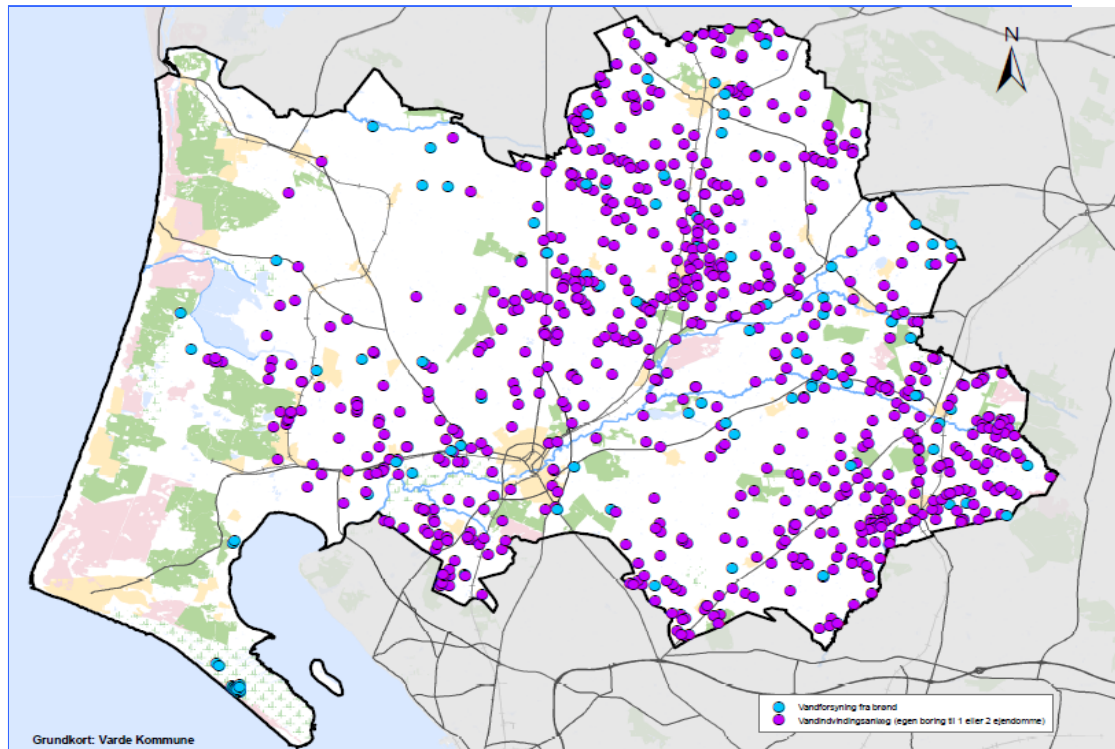 N
Vandforsyning fra brønd
Vandindvindingsanlæg (egen boring til 1 eller 2 ejendomme)
Grundkort: Varde Kommune